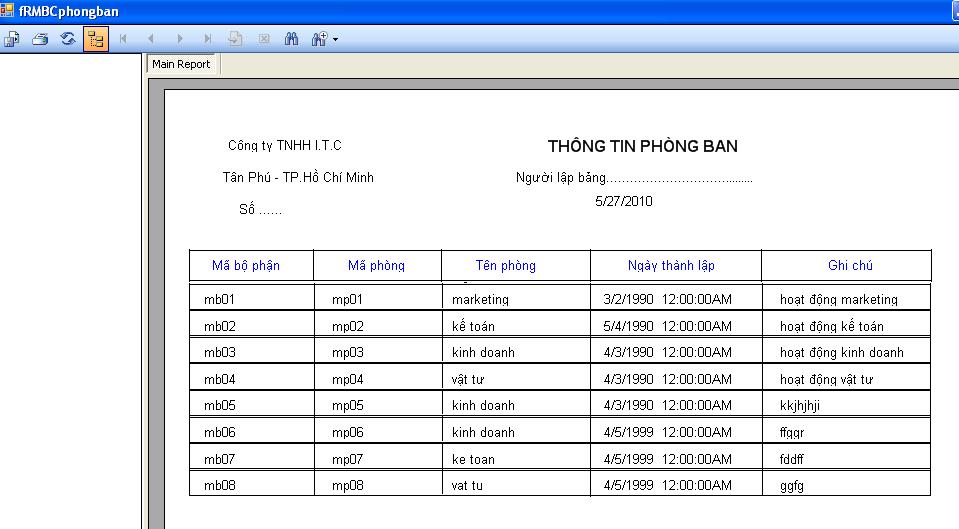 fRMBCphongban
Main Report
Công ty TNHH I.T.C
THÔNG TIN PHÒNG BAN
Tân Phú - TP.Hồ Chí Minh
Người lập bảng......................................
5/27/2010
Số ......
Mã bộ phận Mã phòng Tên phòng Ngày thành lập Ghi chú
mb01 mp01 marketing 3/2/1990 12:00:00AM hoạt động marketing
mb02 mp02 kế toán 5/4/1990 12:00:00AM hoạt động kế toán
mb03 mp03 kinh doanh 4/3/1990 12:00:00AM hoạt động kinh doanh
mb04 mp04 vật tư 4/3/1990 12:00:00AM hoạt động vật tư
mb05 mp05 kinh doanh 4/3/1990 12:00:00AM kkjhjhji
mb06 mp06 kinh doanh 4/5/1999 12:00:00AM ffggr
mb07 mp07 ke toan 4/5/1999 12:00:00AM fddff
mb08 mp08 vat tu 4/5/1999 12:00:00AM ggfg